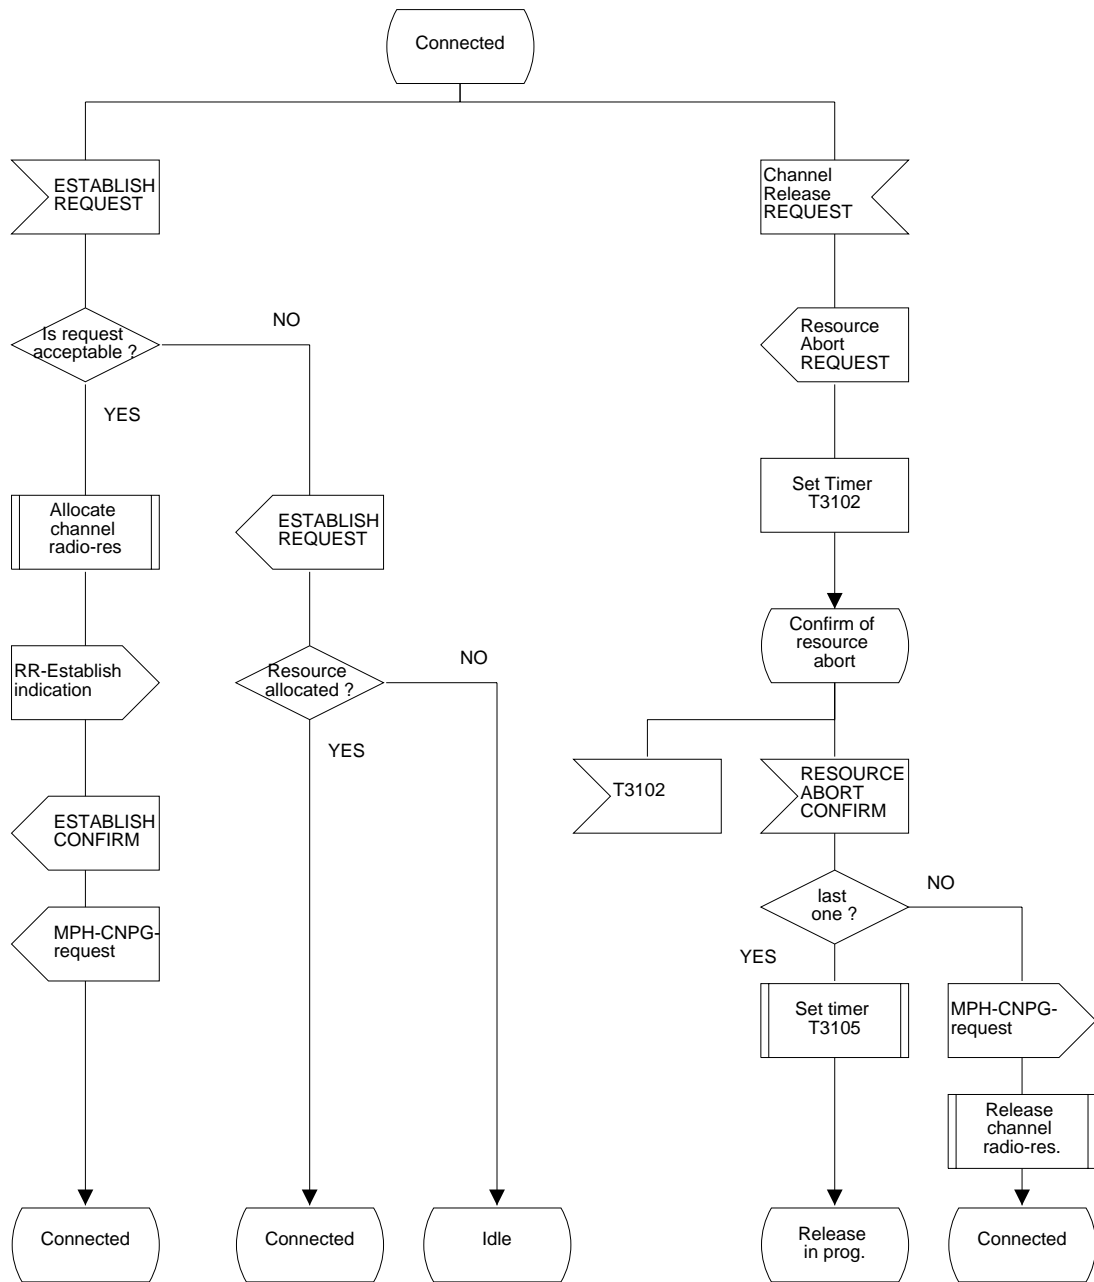 Connected
ESTABLISH
REQUEST
Channel
Release
REQUEST
Is request
acceptable ?
NO
YES
Resource
Abort
REQUEST
Set Timer
T3102
Allocate
channel
radio-res
ESTABLISH
REQUEST
Confirm of
resource
abort
RR-Establish
indication
Resource
allocated ?
NO
YES
T3102
RESOURCE
ABORT
CONFIRM
ESTABLISH
CONFIRM
last
one ?
NO
YES
MPH-CNPG-
request
Set timer
T3105
MPH-CNPG-
request
Release
channel
radio-res.
Connected
Connected
Idle
Release
in prog.
Connected